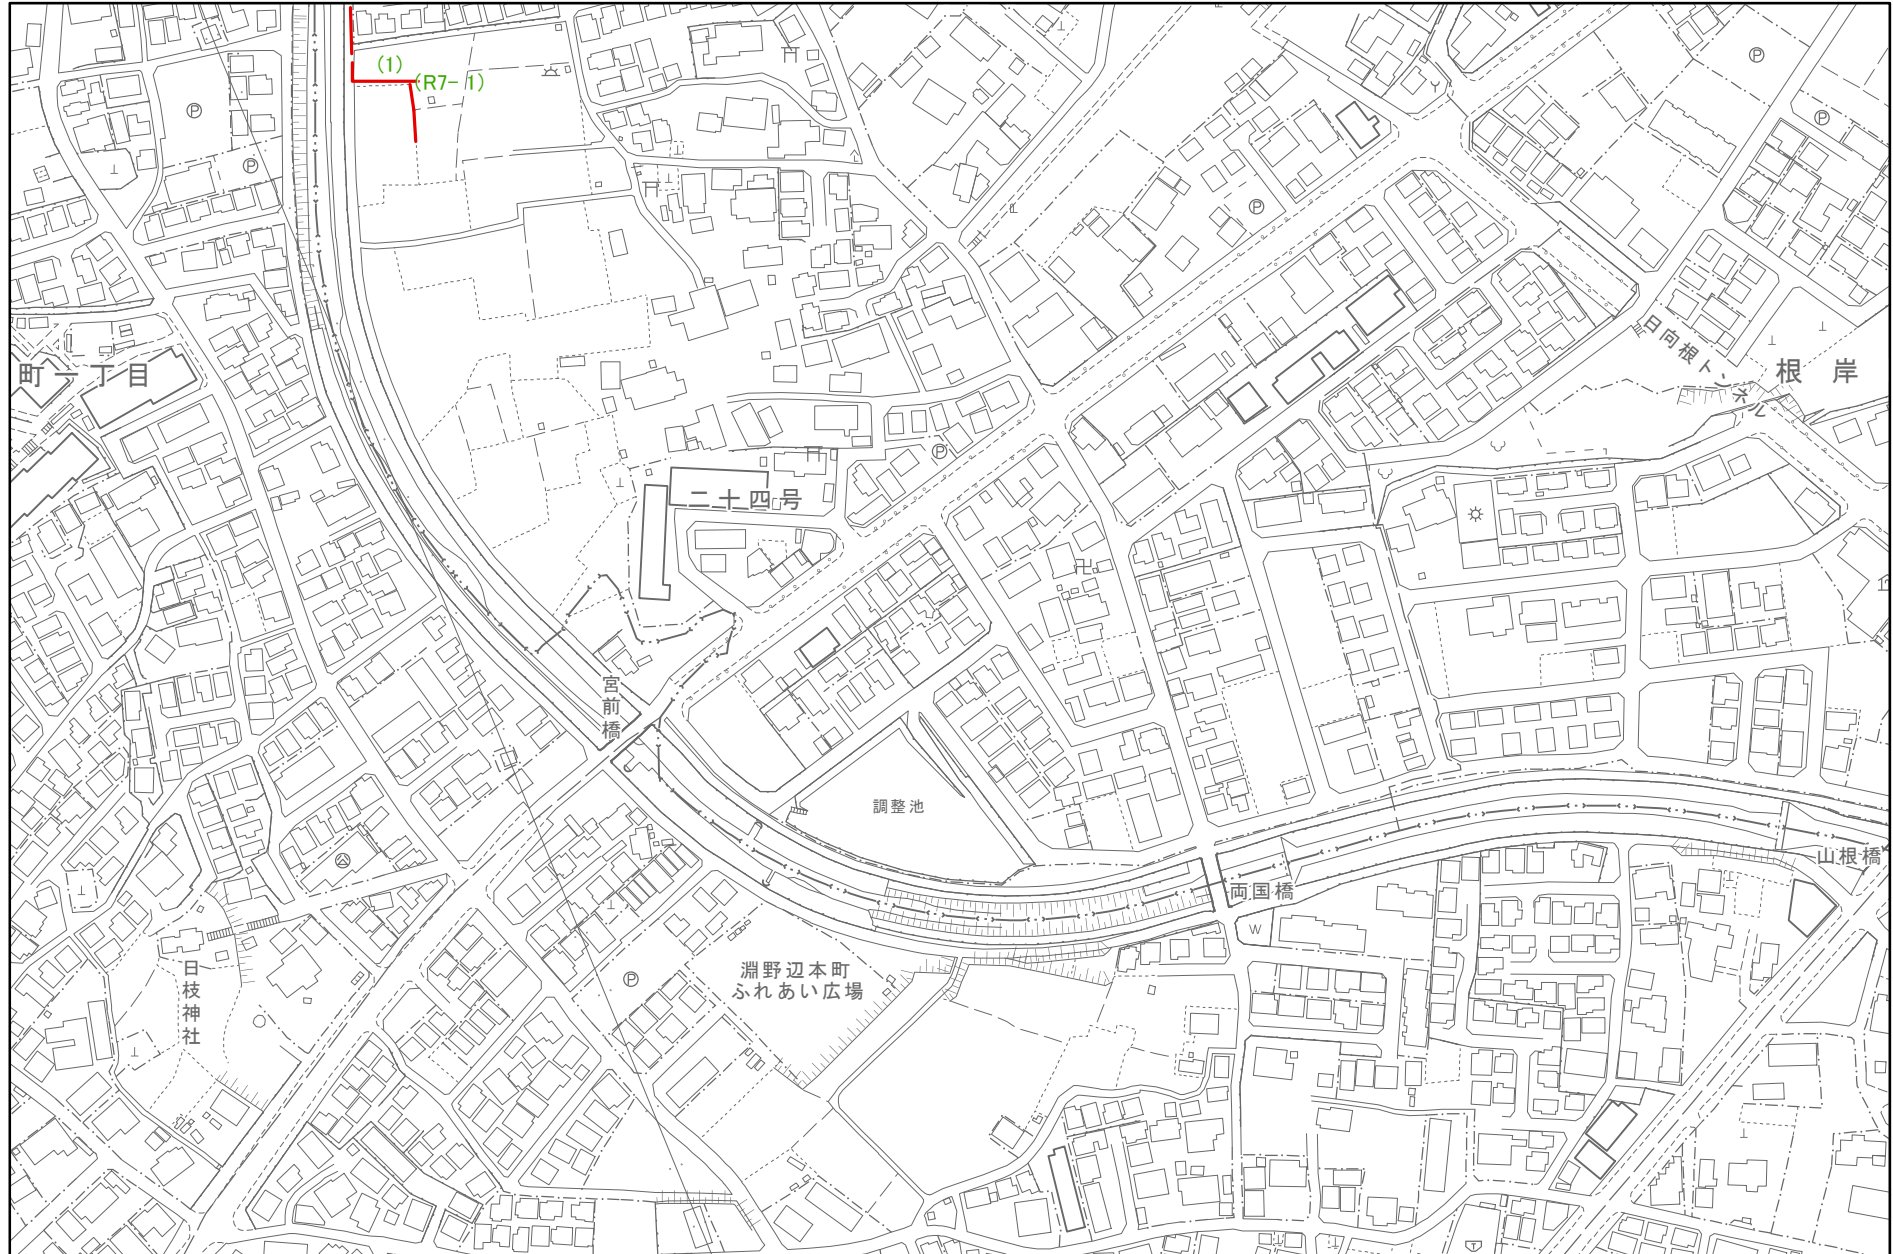 (1)
(R7-1)
Ⓟ
Ⓟ
Ⓟ
Ⓟ
Ⓟ
町一丁目
日向根トンネル
根岸
Ⓟ
二十四号
宮前橋
調整池
山根橋
両国橋
日枝神社
Ⓟ
淵野辺本町
ふれあい広場